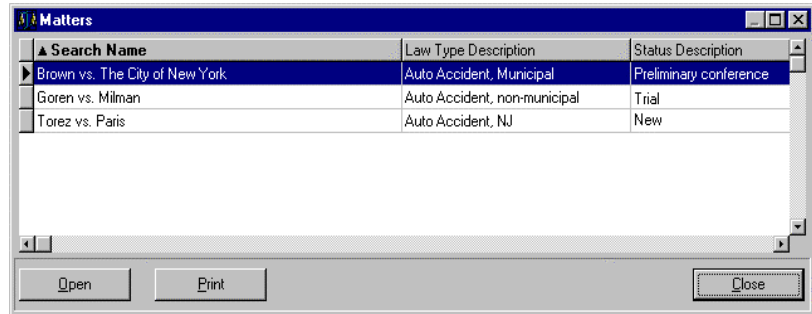 Matters
▲ Search Name Law Type Description Status Description
Brown vs. The City of New York Auto Accident, Municipal Preliminary conference
Goren vs. Milman Auto Accident, non-municipal Trial
Torez vs. Paris Auto Accident, NJ New
Open Print Close